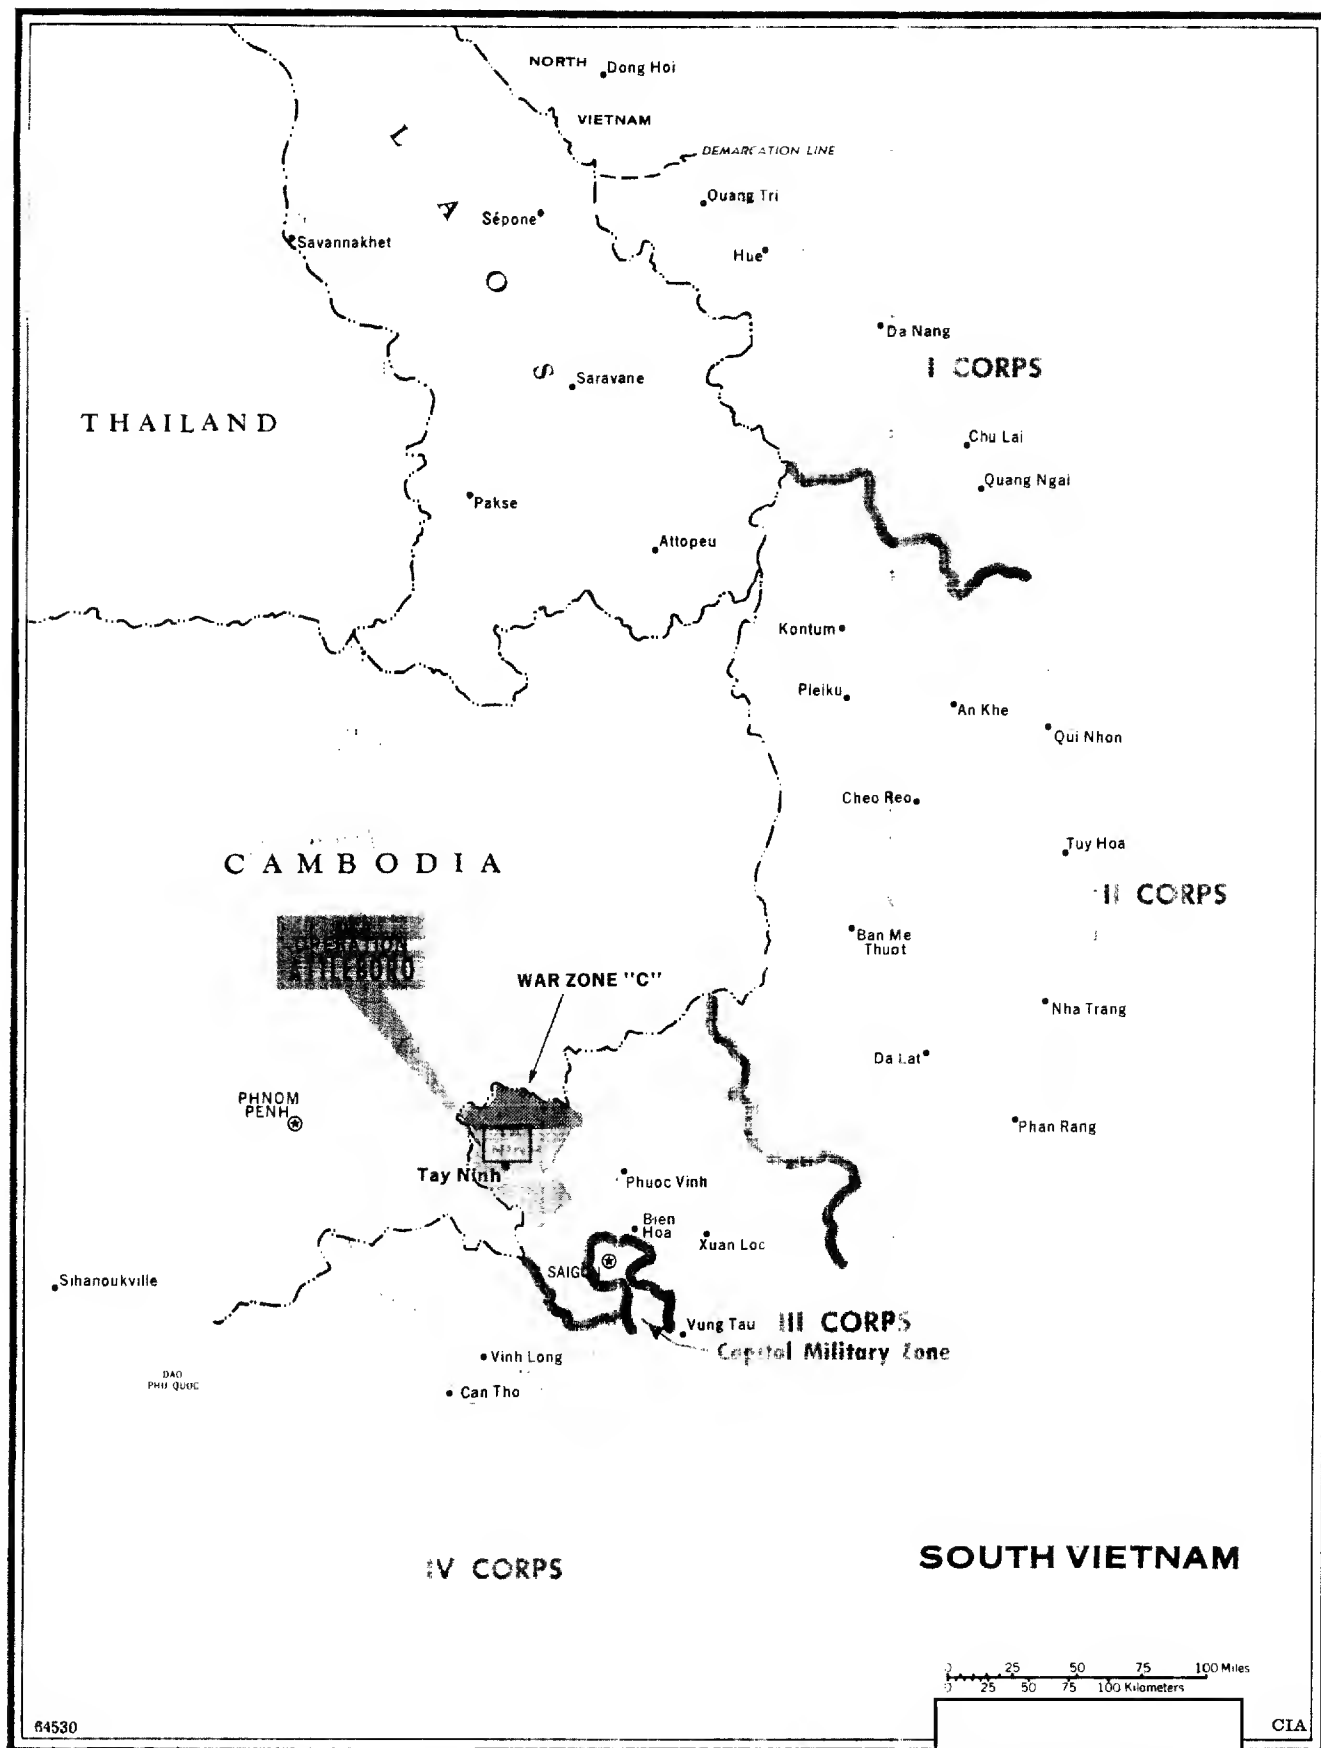 NORTH
Dong Hoi
VIETNAM
DEMARCATION LINE
L A O S
Quang Tri
Sépone
Savannakhet
Hue
Da Nang
I CORPS
Saravane
THAILAND
Chu Lai
Quang Ngai
Pakse
Attopeu
Kontum
Pleiku
An Khe
Qui Nhon
Cheo Reo
Tuy Hoa
CAMBODIA
II CORPS
OPERATION
ATTLEBORO
Ban Me
Thuot
WAR ZONE "C"
Nha Trang
Da Lat
PHNOM
PENH
Phan Rang
Tay Ninh
Phuoc Vinh
Bien
Hoa
Xuan Loc
SAIGON
Sihanoukville
Vung Tau
III CORPS
Capital Military Zone
Vinh Long
DAO
PHU QUOC
Can Tho
IV CORPS
SOUTH VIETNAM
0 25 50 75 100 Miles
0 25 50 75 100 Kilometers
64530
CIA